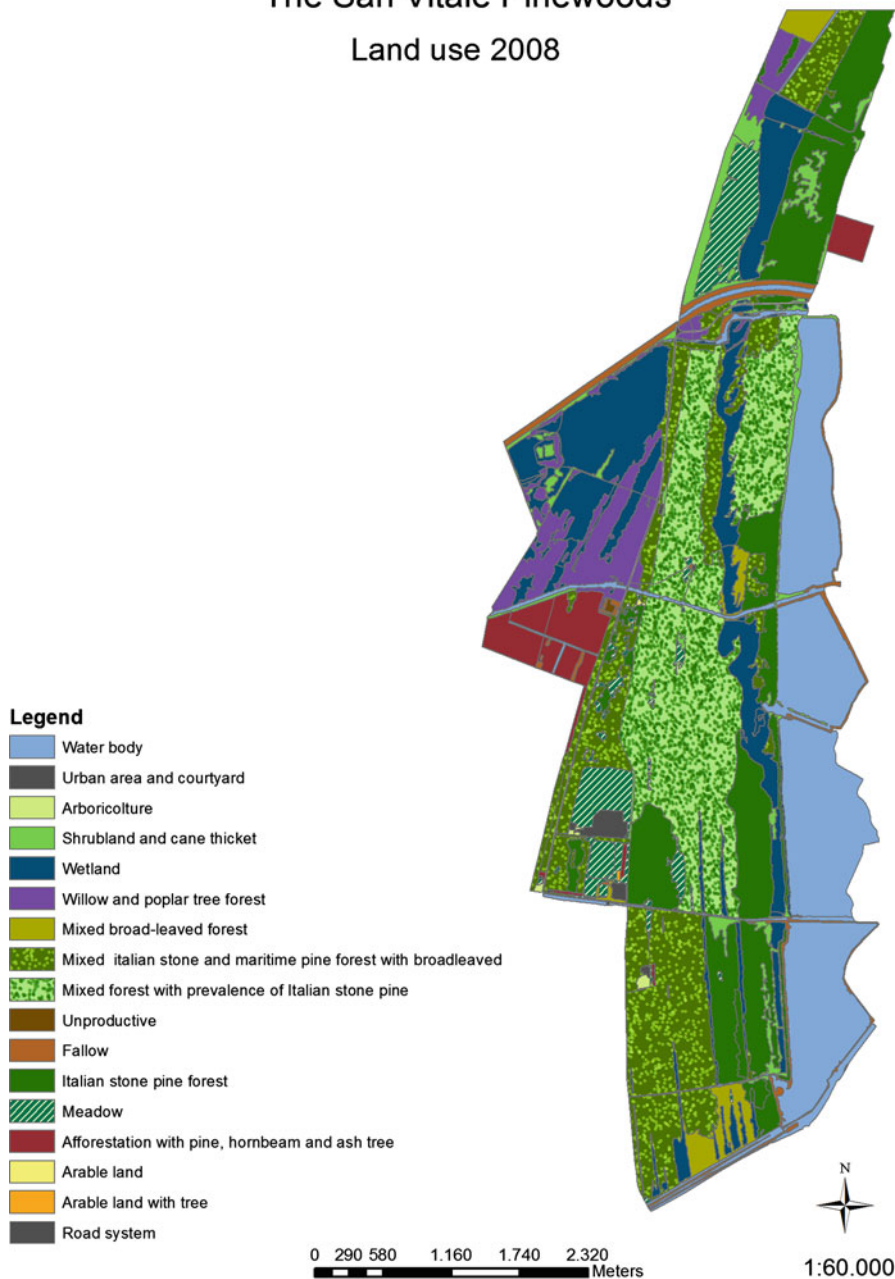 The San Vitale Pinewoods
Land use 2008
Legend
Water body
Urban area and courtyard
Arboricolture
Shrubland and cane thicket
Wetland
Willow and poplar tree forest
Mixed broad-leaved forest
Mixed italian stone and maritime pine forest with broadleaved
Mixed forest with prevalence of Italian stone pine
Unproductive
Fallow
Italian stone pine forest
Meadow
Afforestation with pine, hornbeam and ash tree
Arable land
Arable land with tree
Road system
N
0 290 580 1.160 1.740 2.320
Meters
1:60.000